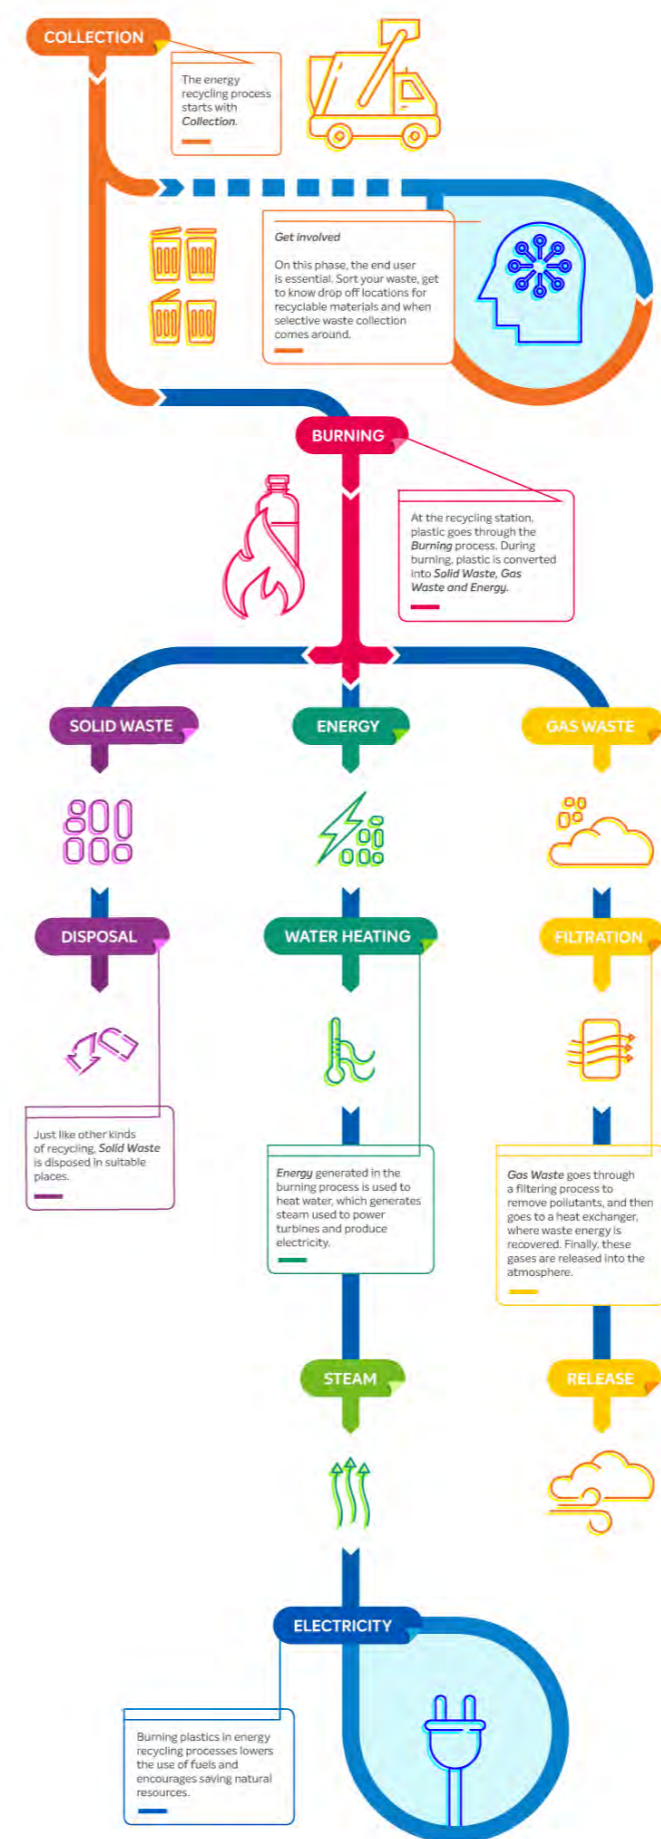 COLLECTION
The energy
recycling process
starts with
Collection.
Get involved
On this phase, the end user
is essential. Sort your waste, get
to know drop off locations for
recyclable materials and when
selective waste collection
comes around.
BURNING
At the recycling station,
plastic goes through the
Burning process. During
burning, plastic is converted
into Solid Waste, Gas
Waste and Energy.
SOLID WASTE
ENERGY
GAS WASTE
DISPOSAL
WATER HEATING
FILTRATION
Just like other kinds
of recycling, Solid Waste
is disposed in suitable
places.
Energy generated in the
burning process is used to
heat water, which generates
steam used to power
turbines and produce
electricity.
Gas Waste goes through
a filtering process to
remove pollutants, and then
goes to a heat exchanger,
where waste energy is
recovered. Finally, these
gases are released into the
atmosphere.
STEAM
RELEASE
ELECTRICITY
Burning plastics in energy
recycling processes lowers
the use of fuels and
encourages saving natural
resources.